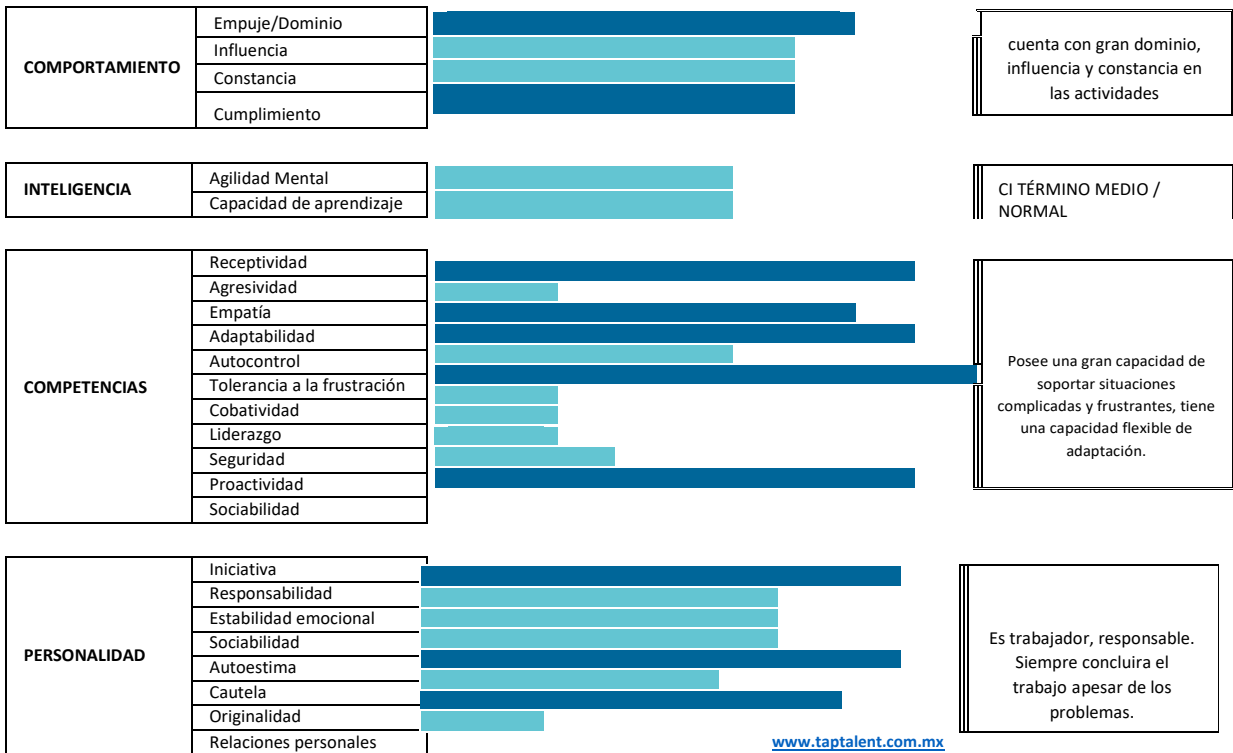 COMPORTAMIENTO
Empuje/Dominio
Influencia
Constancia
Cumplimiento
cuenta con gran dominio,
influencia y constancia en
las actividades
INTELIGENCIA
Agilidad Mental
Capacidad de aprendizaje
CI TÉRMINO MEDIO /
NORMAL
COMPETENCIAS
Receptividad
Agresividad
Empatía
Adaptabilidad
Autocontrol
Tolerancia a la frustración
Cobatividad
Liderazgo
Seguridad
Proactividad
Sociabilidad
Posee una gran capacidad de
soportar situaciones
complicadas y frustrantes, tiene
una capacidad flexible de
adaptación.
PERSONALIDAD
Iniciativa
Responsabilidad
Estabilidad emocional
Sociabilidad
Autoestima
Cautela
Originalidad
Relaciones personales
Es trabajador, responsable.
Siempre concluira el
trabajo apesar de los
problemas.
www.taptalent.com.mx